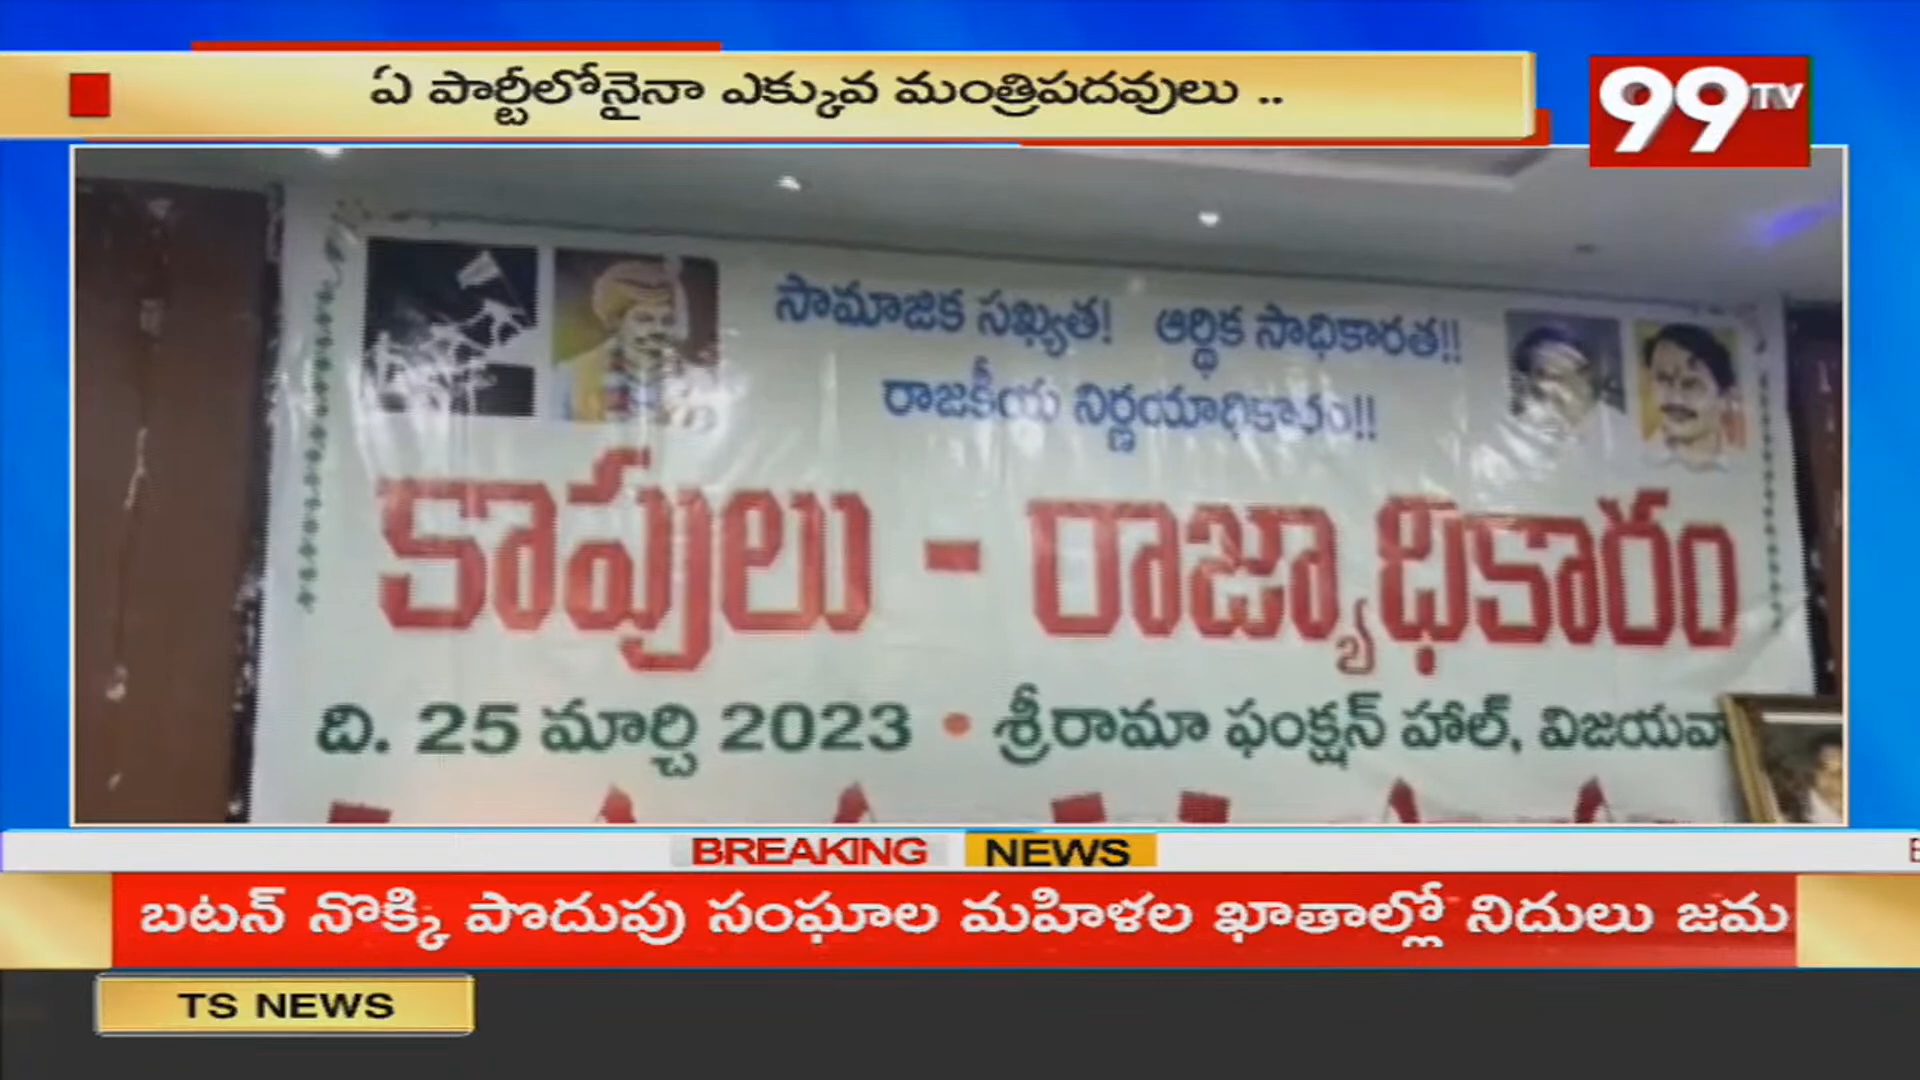 ఏ పార్టీలోనైనా ఎక్కువ మంత్రిపదవులు ..
99TV
సామాజిక సఖ్యత! ఆర్థిక సాధికారత!!
రాజకీయ నిర్ణయాధికారం!!
కాపులు - రాజ్యాధికారం
ది. 25 మార్చి 2023 • శ్రీరామా ఫంక్షన్ హాల్, విజయవా
BREAKING NEWS
బటన్ నొక్కి పొదుపు సంఘాల మహిళల ఖాతాల్లో నిదులు జమ
TS NEWS